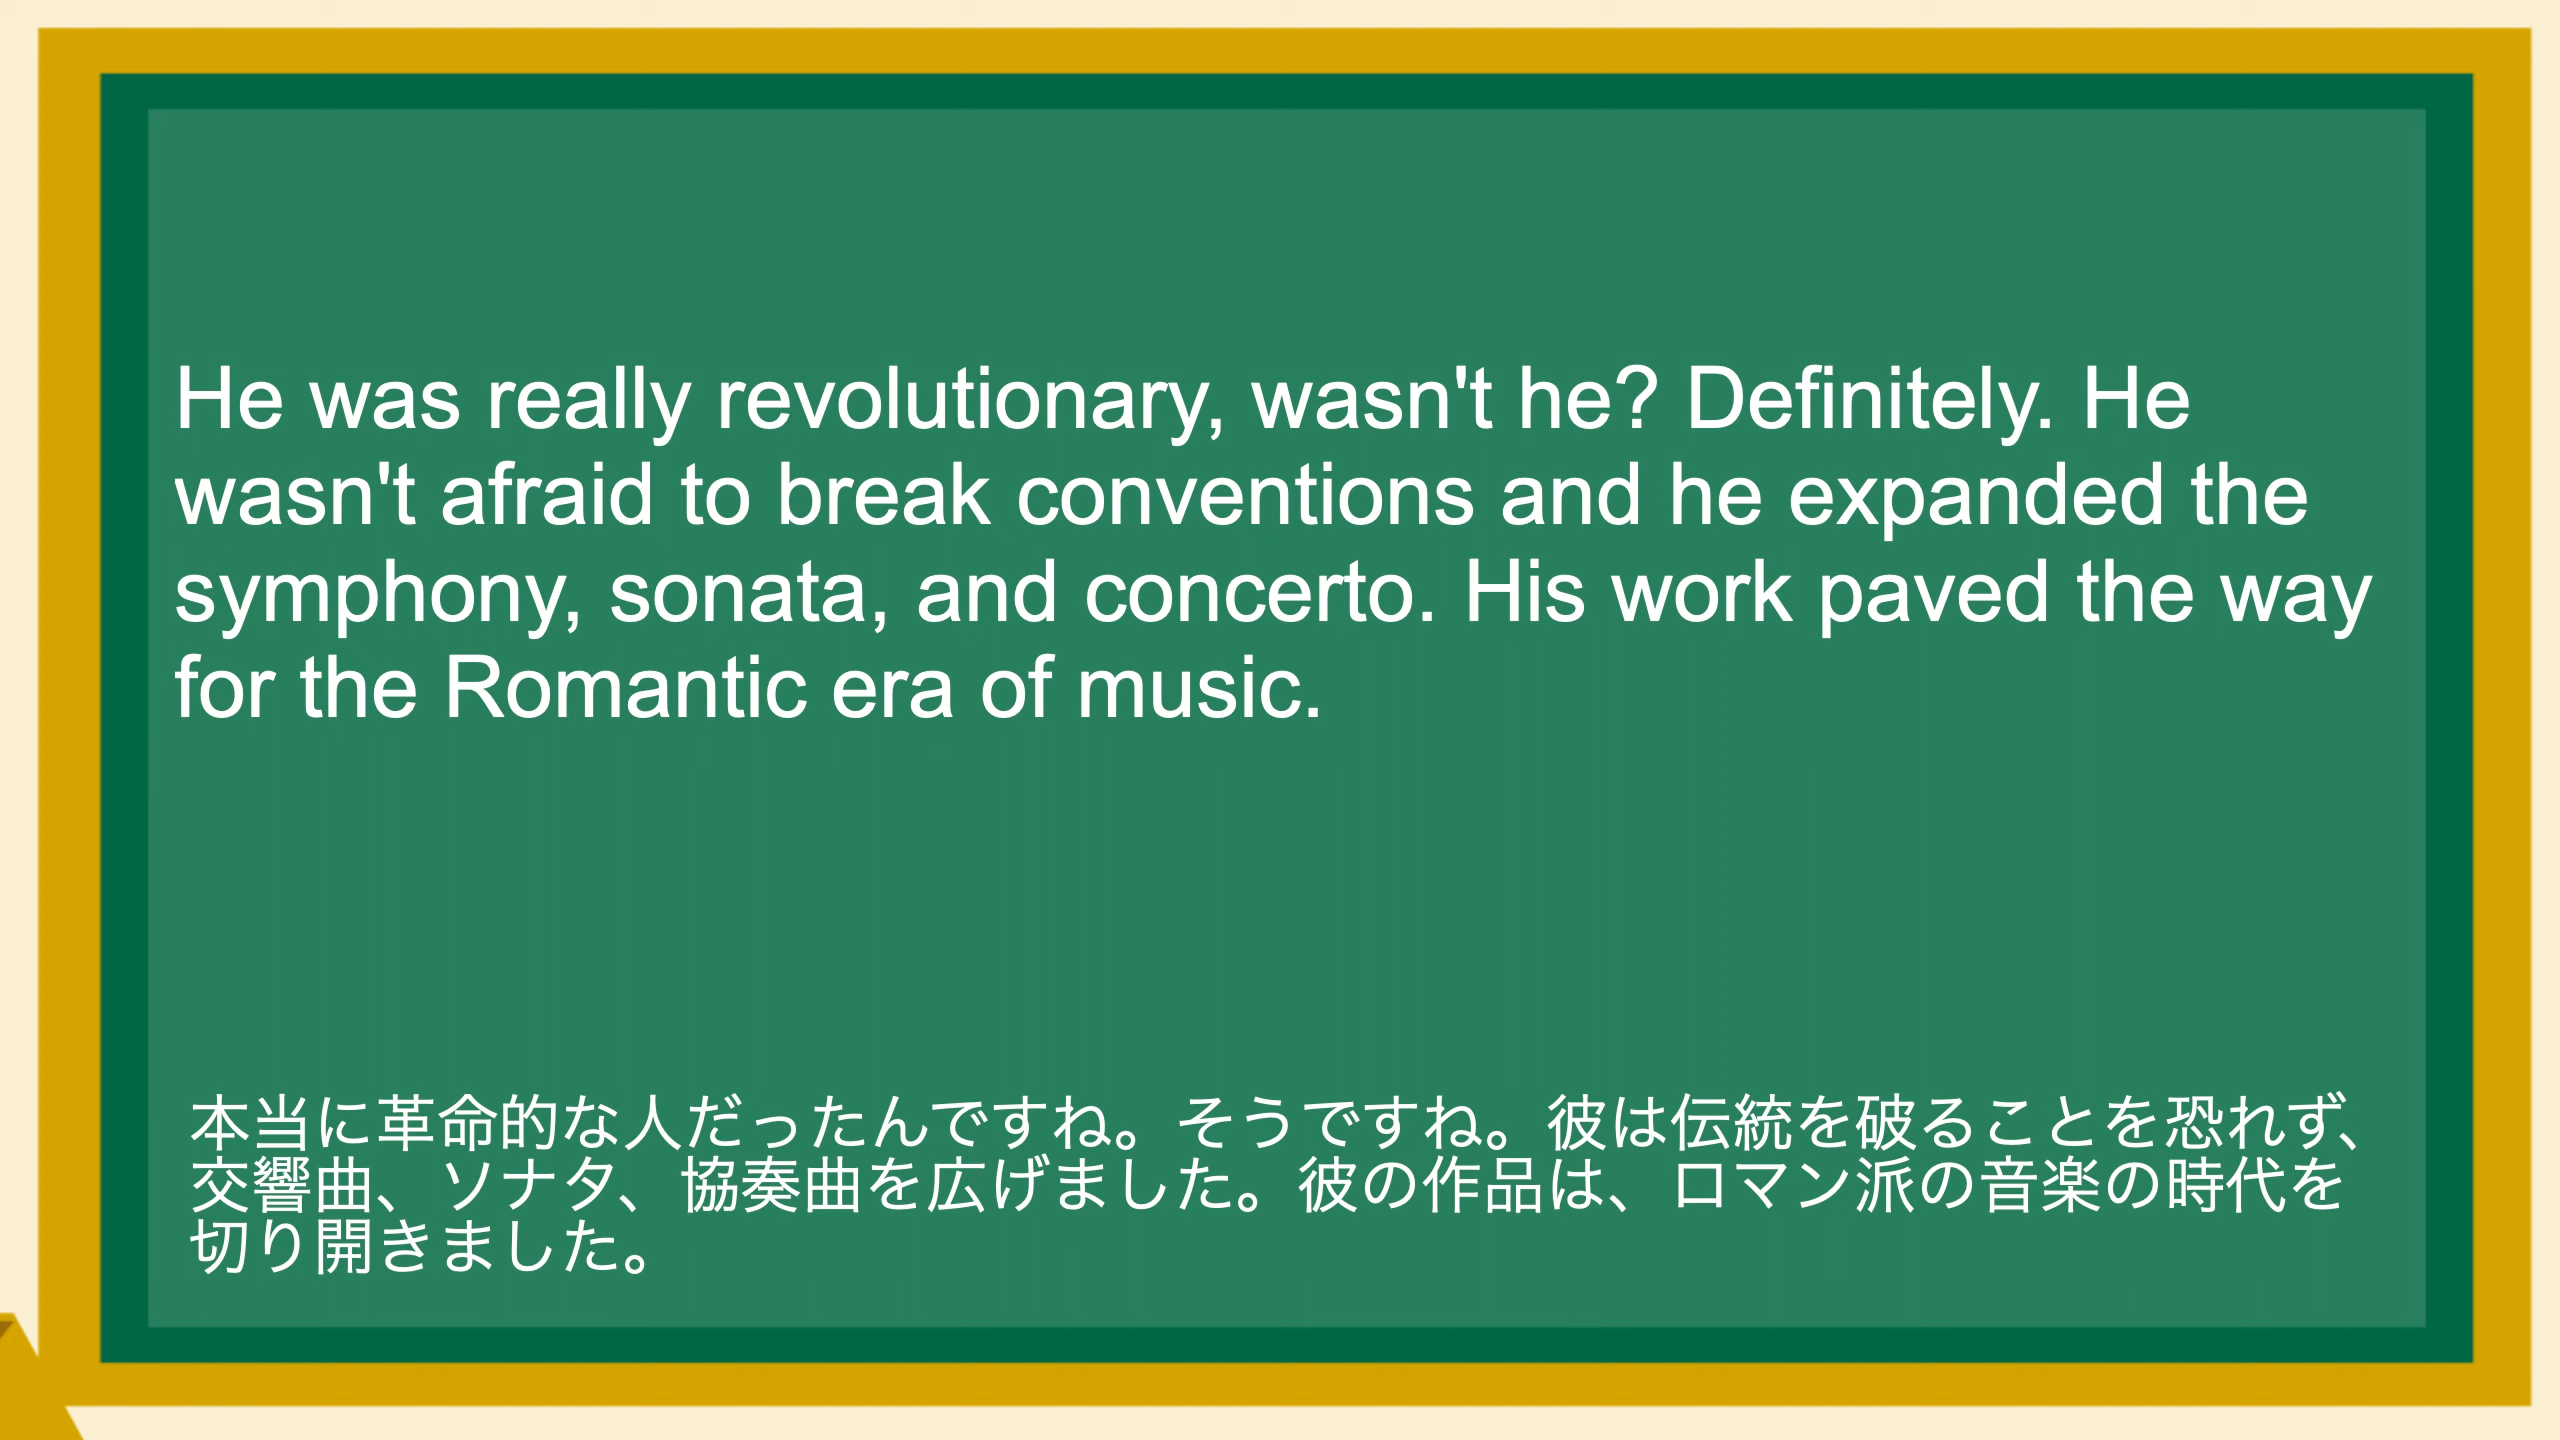 He was really revolutionary, wasn't he? Definitely. He
wasn't afraid to break conventions and he expanded the
symphony, sonata, and concerto. His work paved the way
for the Romantic era of music.
本当に革命的な人だったんですね。そうですね。彼は伝統を破ることを恐れず、
交響曲、ソナタ、協奏曲を広げました。彼の作品は、ロマン派の音楽の時代を
切り開きました。